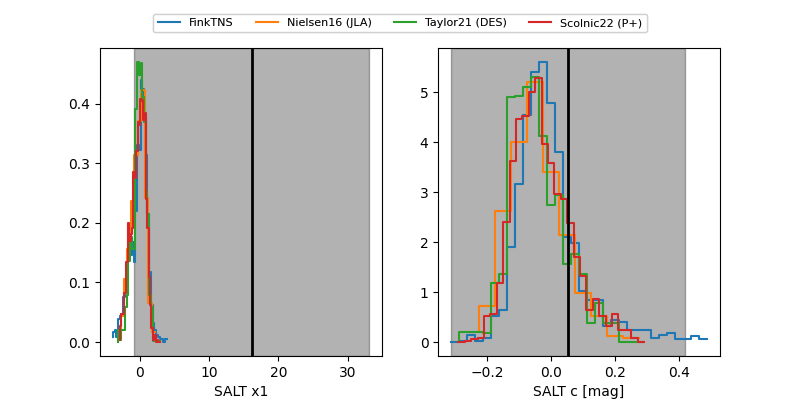 FinkTNS Nielsen16 (JLA) Taylor21 (DES) Scolnic22 (P+)
0.4
0.3
0.2
0.1
0.0
0 10 20 30
SALT x1
5
4
3
2
1
0
−0.2 0.0 0.2 0.4
SALT c [mag]